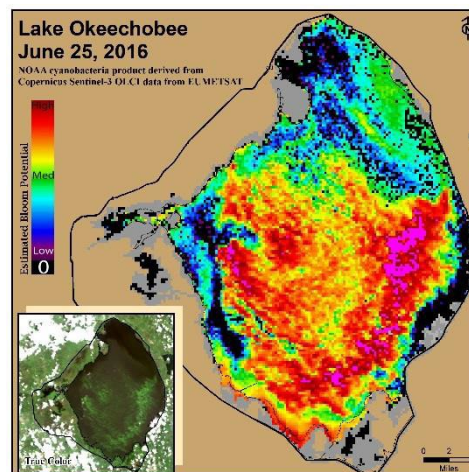 Lake Okeechobee
June 25, 2016
NOAA cyanobacteria product derived from
Copernicus Sentinel-3 OLCI data from EUMETSAT
High
Med
Low
0
Estimated Bloom Potential
True Color
0 2
Miles